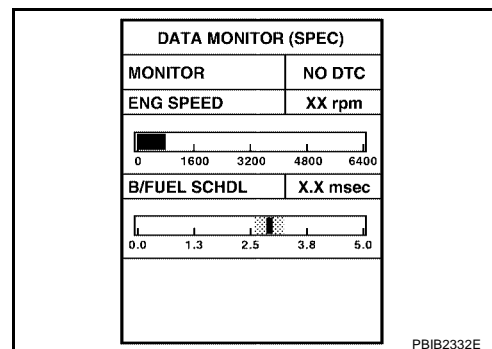 DATA MONITOR (SPEC)
MONITOR NO DTC
ENG SPEED XX rpm
0 1600 3200 4800 6400
B/FUEL SCHDL X.X msec
0.0 1.3 2.5 3.8 5.0
PBIB2332E